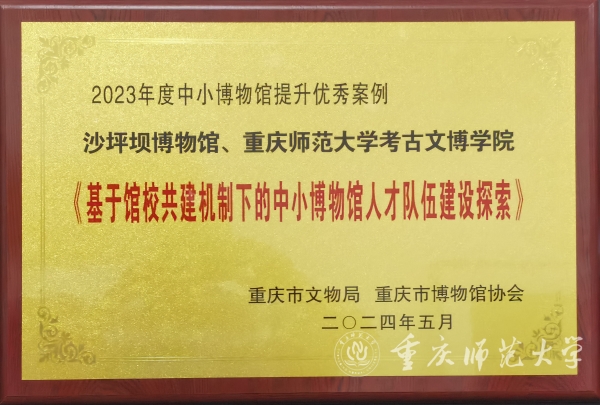 2023年度中小博物馆提升优秀案例
沙坪坝博物馆、重庆师范大学考古文博学院
《基于馆校共建机制下的中小博物馆人才队伍建设探索》
重庆市文物局 重庆市博物馆协会
二〇二四年五月
重庆师范大学